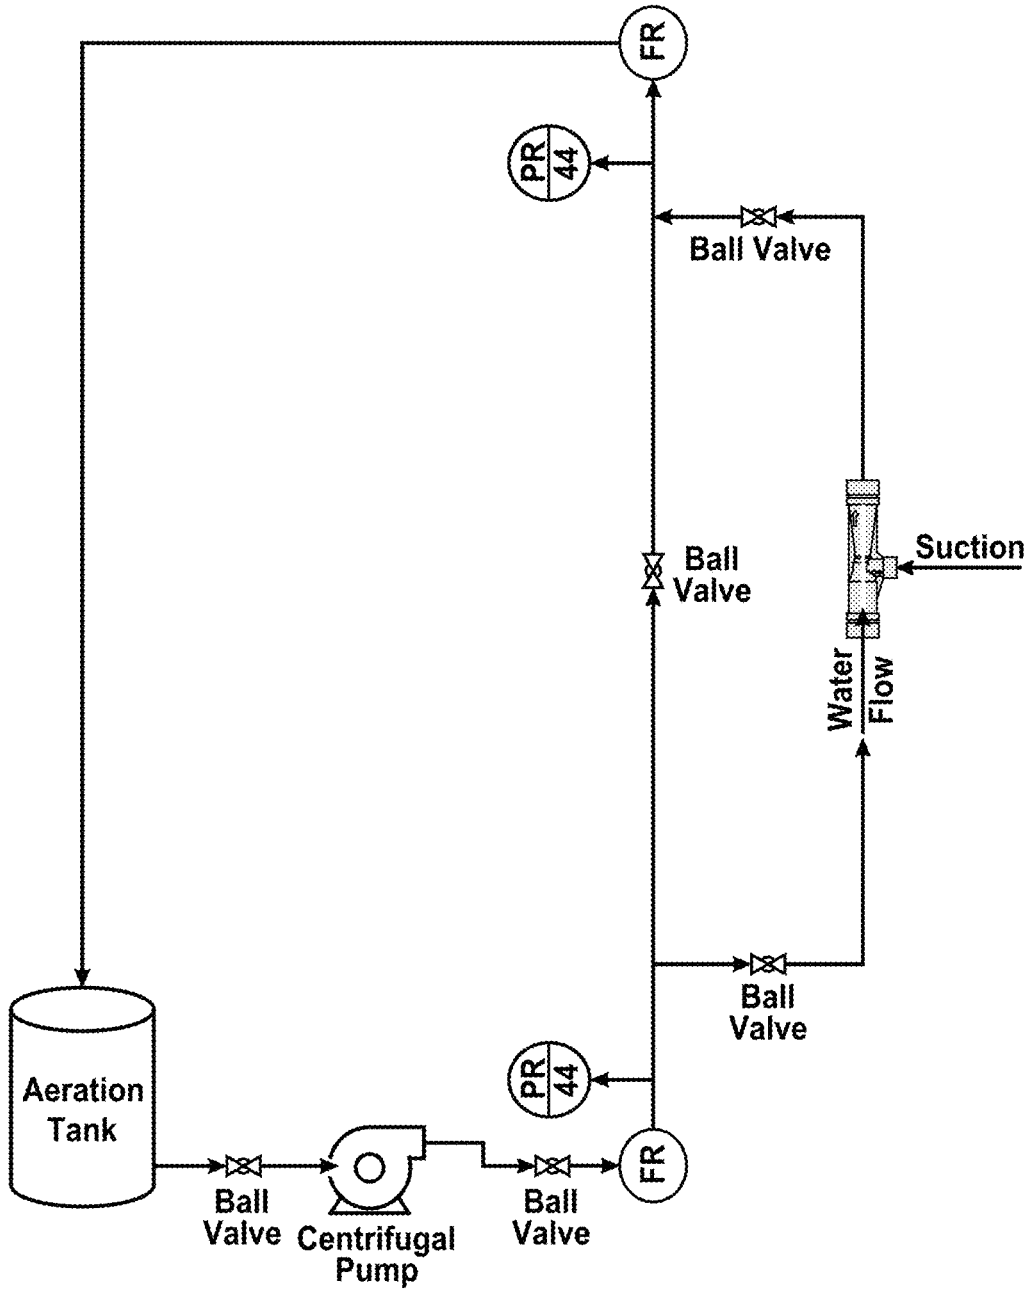 FR
PR
44
Ball Valve
Suction
Ball
Valve
Water
Flow
Ball
Valve
PR
44
Aeration
Tank
FR
Ball
Valve
Centrifugal
Pump
Ball
Valve